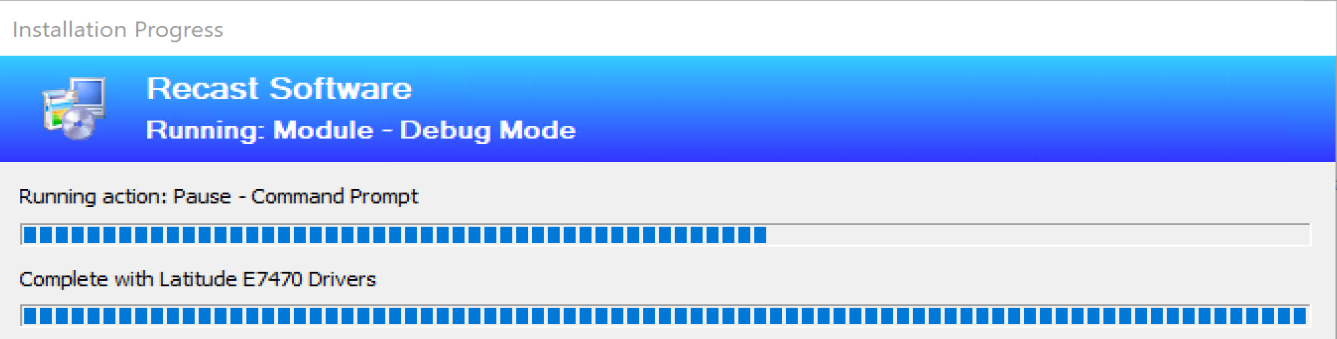 Installation Progress
Recast Software
Running: Module - Debug Mode
Running action: Pause - Command Prompt
Complete with Latitude E7470 Drivers